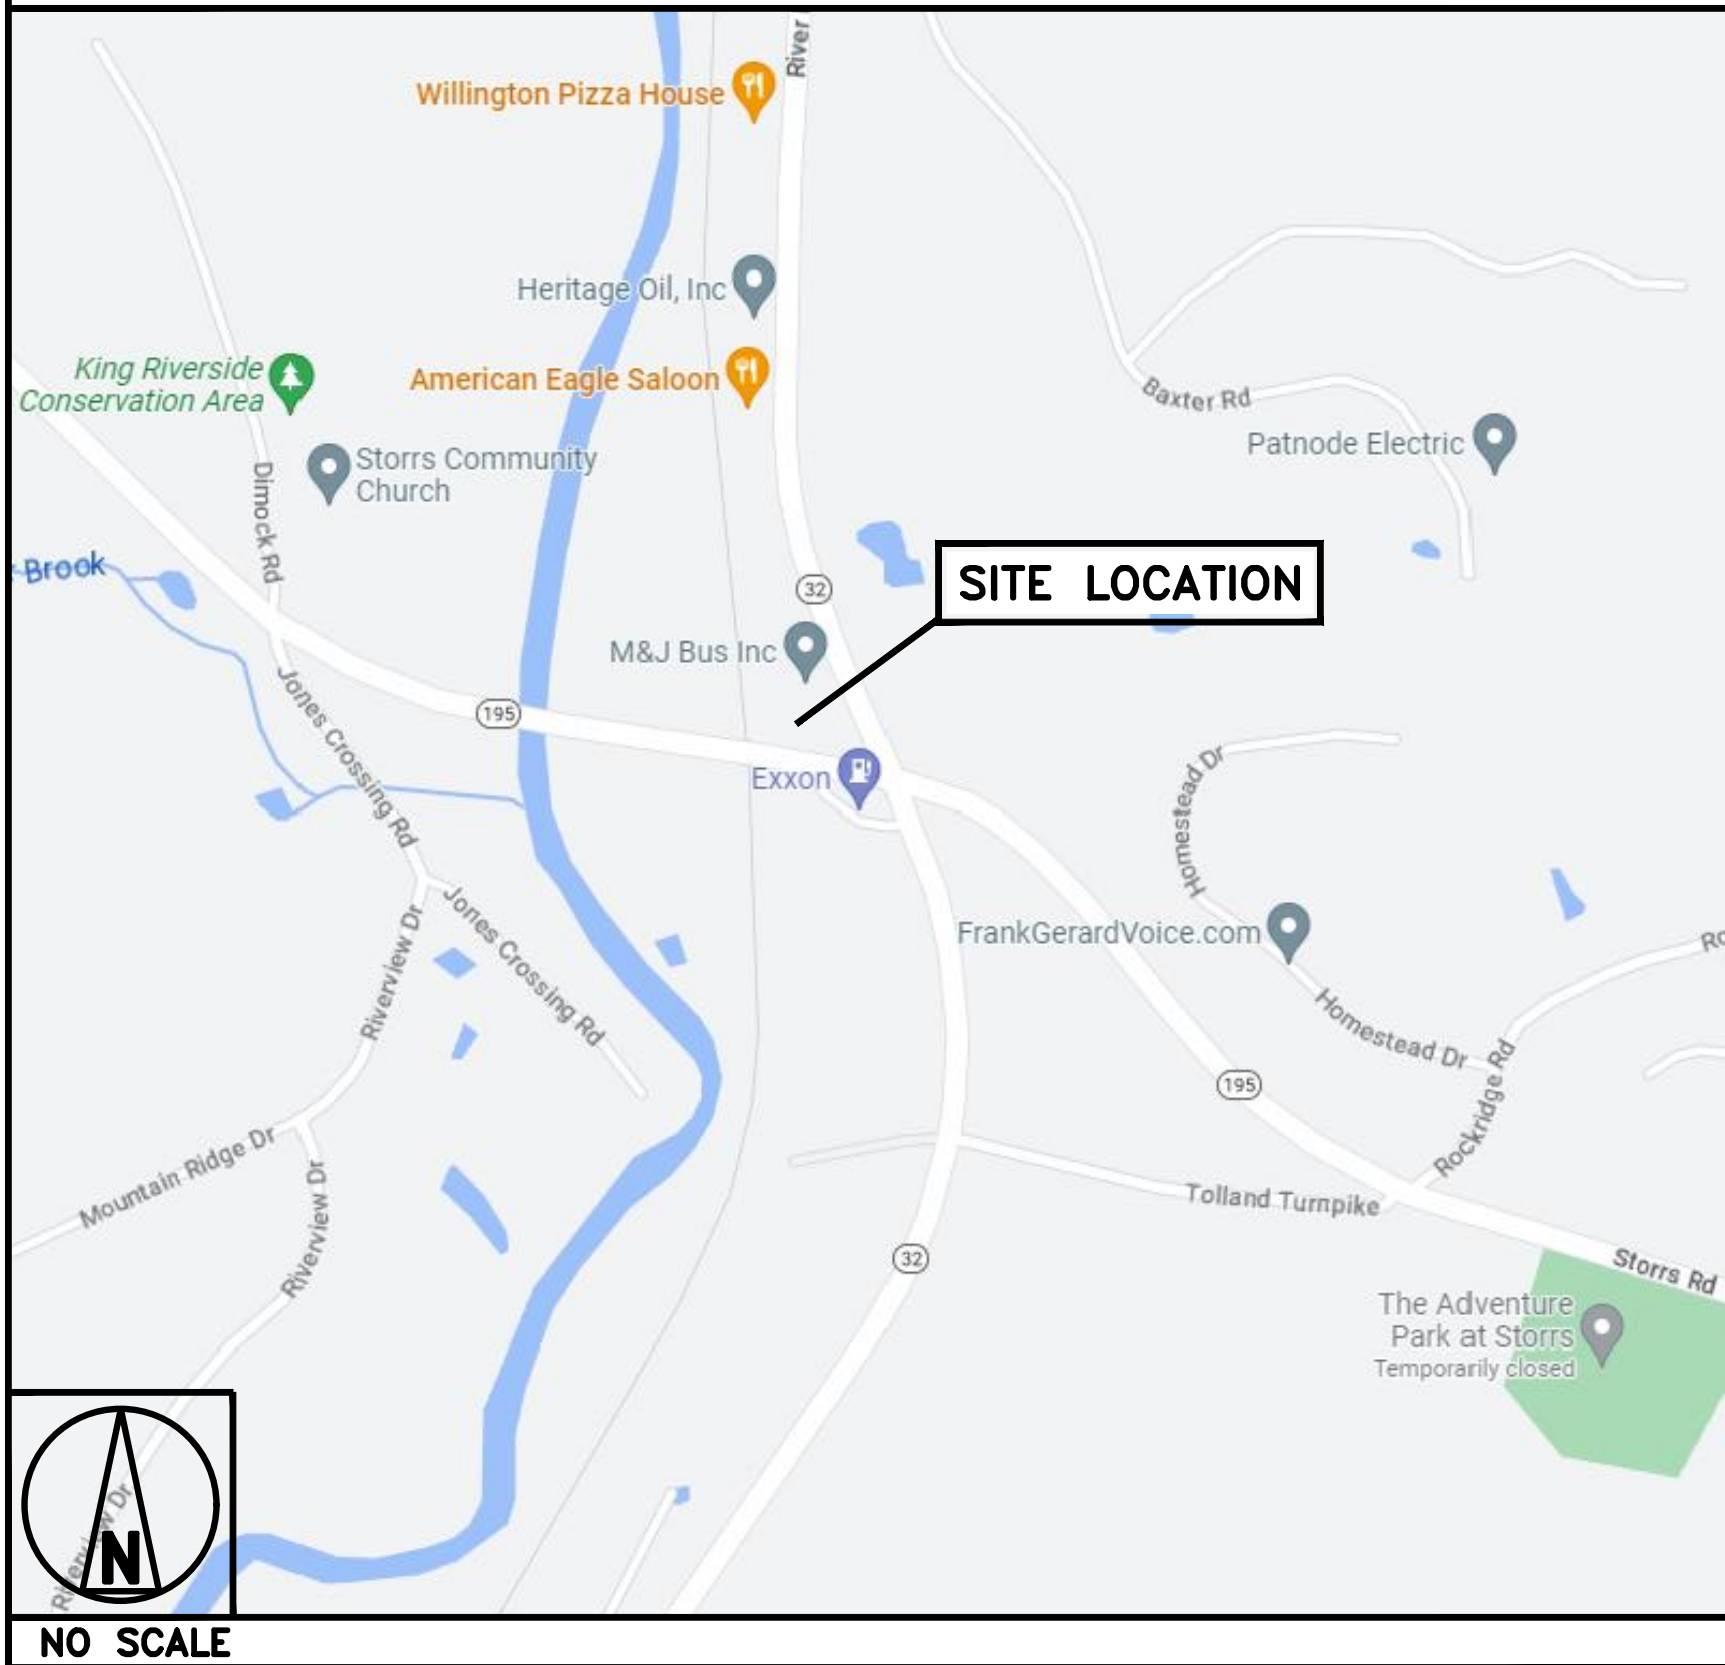 River
Willington Pizza House
Heritage Oil, Inc
King Riverside
Conservation Area
American Eagle Saloon
Baxter Rd
Patnode Electric
Storrs Community
Church
Dimock Rd
Brook
32
SITE LOCATION
M&J Bus Inc
Jones Crossing Rd
195
Exxon
Homestead Dr
Riverview Dr
Jones Crossing Rd
FrankGerardVoice.com
Ro
Homestead Dr
195
Rockridge Rd
Mountain Ridge Dr
Riverview Dr
Tolland Turnpike
32
Storrs Rd
The Adventure
Park at Storrs
Temporarily closed
Riverview Dr
N
NO SCALE